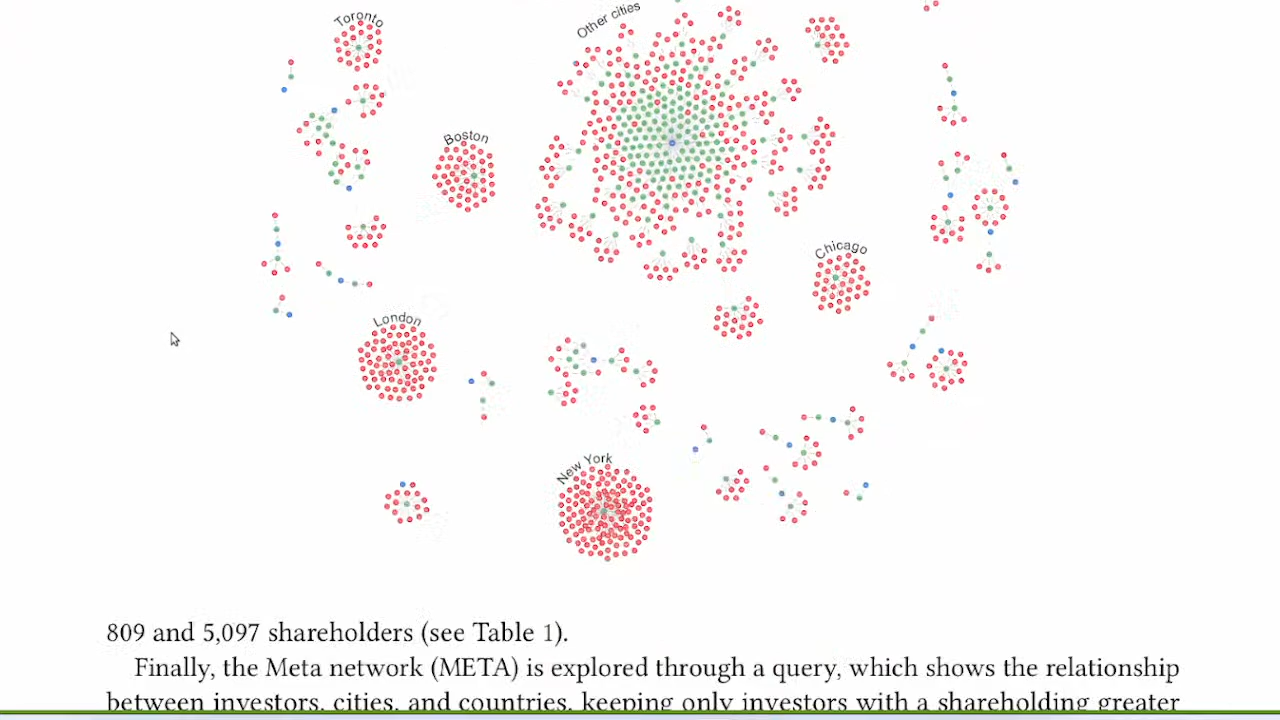 Toronto
Other cities
Boston
Chicago
London
New York
809 and 5,097 shareholders (see Table 1).
Finally, the Meta network (META) is explored through a query, which shows the relationship
between investors, cities, and countries, keeping only investors with a shareholding greater